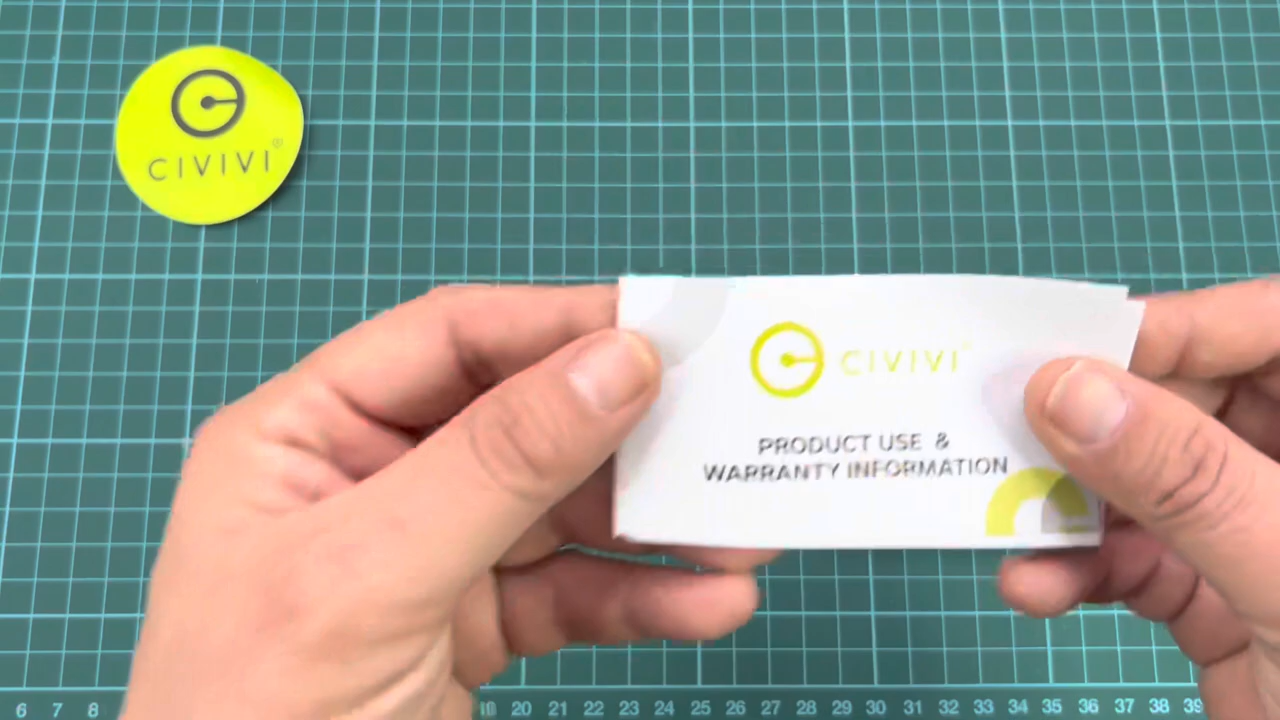 CIVIVI®
CIVIVI
PRODUCT USE &
WARRANTY INFORMATION
6 7 8 19 20 21 22 23 24 25 26 27 28 29 30 31 32 33 34 35 36 37 38 39